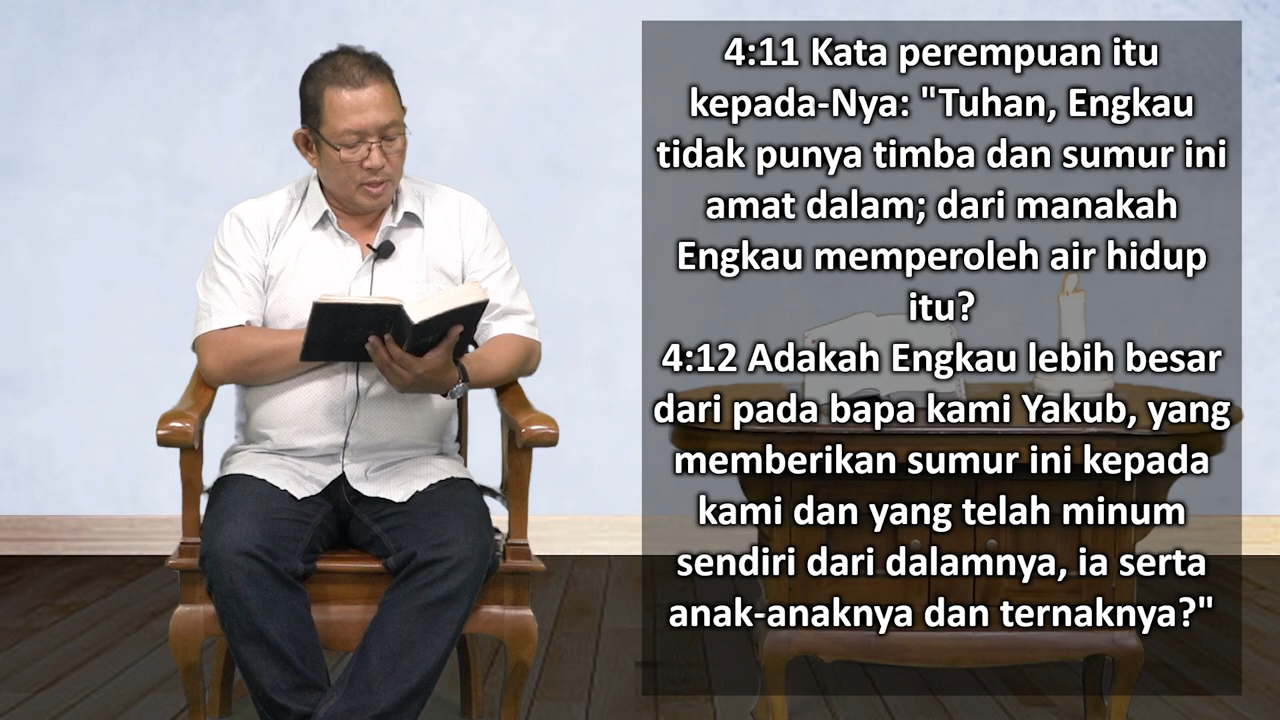 4:11 Kata perempuan itu
kepada-Nya: "Tuhan, Engkau
tidak punya timba dan sumur ini
amat dalam; dari manakah
Engkau memperoleh air hidup
itu?
4:12 Adakah Engkau lebih besar
dari pada bapa kami Yakub, yang
memberikan sumur ini kepada
kami dan yang telah minum
sendiri dari dalamnya, ia serta
anak-anaknya dan ternaknya?"